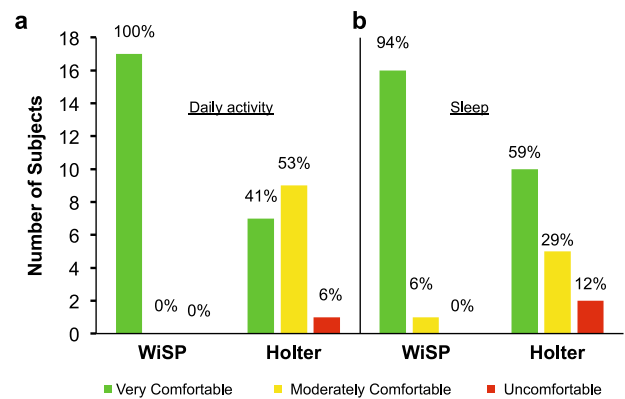 a
b
Number of Subjects
18
16
14
12
10
8
6
4
2
0
Daily activity
Sleep
100%
0%
0%
41%
53%
6%
94%
6%
0%
59%
29%
12%
WiSP
Holter
WiSP
Holter
Very Comfortable
Moderately Comfortable
Uncomfortable